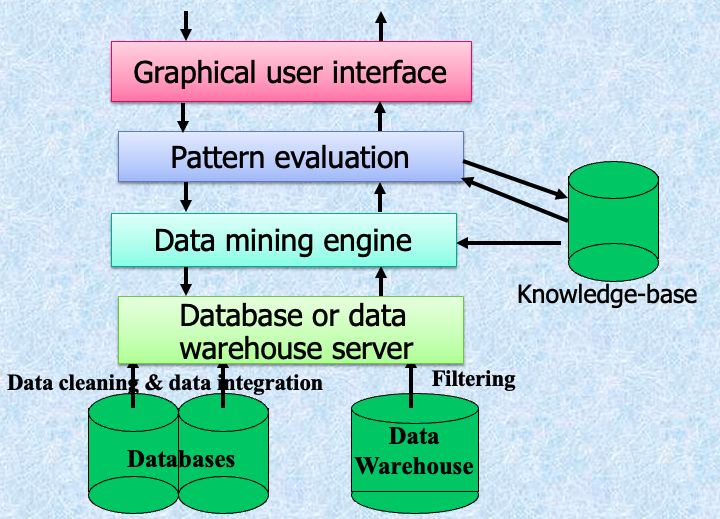 Graphical user interface
Pattern evaluation
Data mining engine
Knowledge-base
Database or data
warehouse server
Data cleaning & data integration
Filtering
Databases
Data
Warehouse